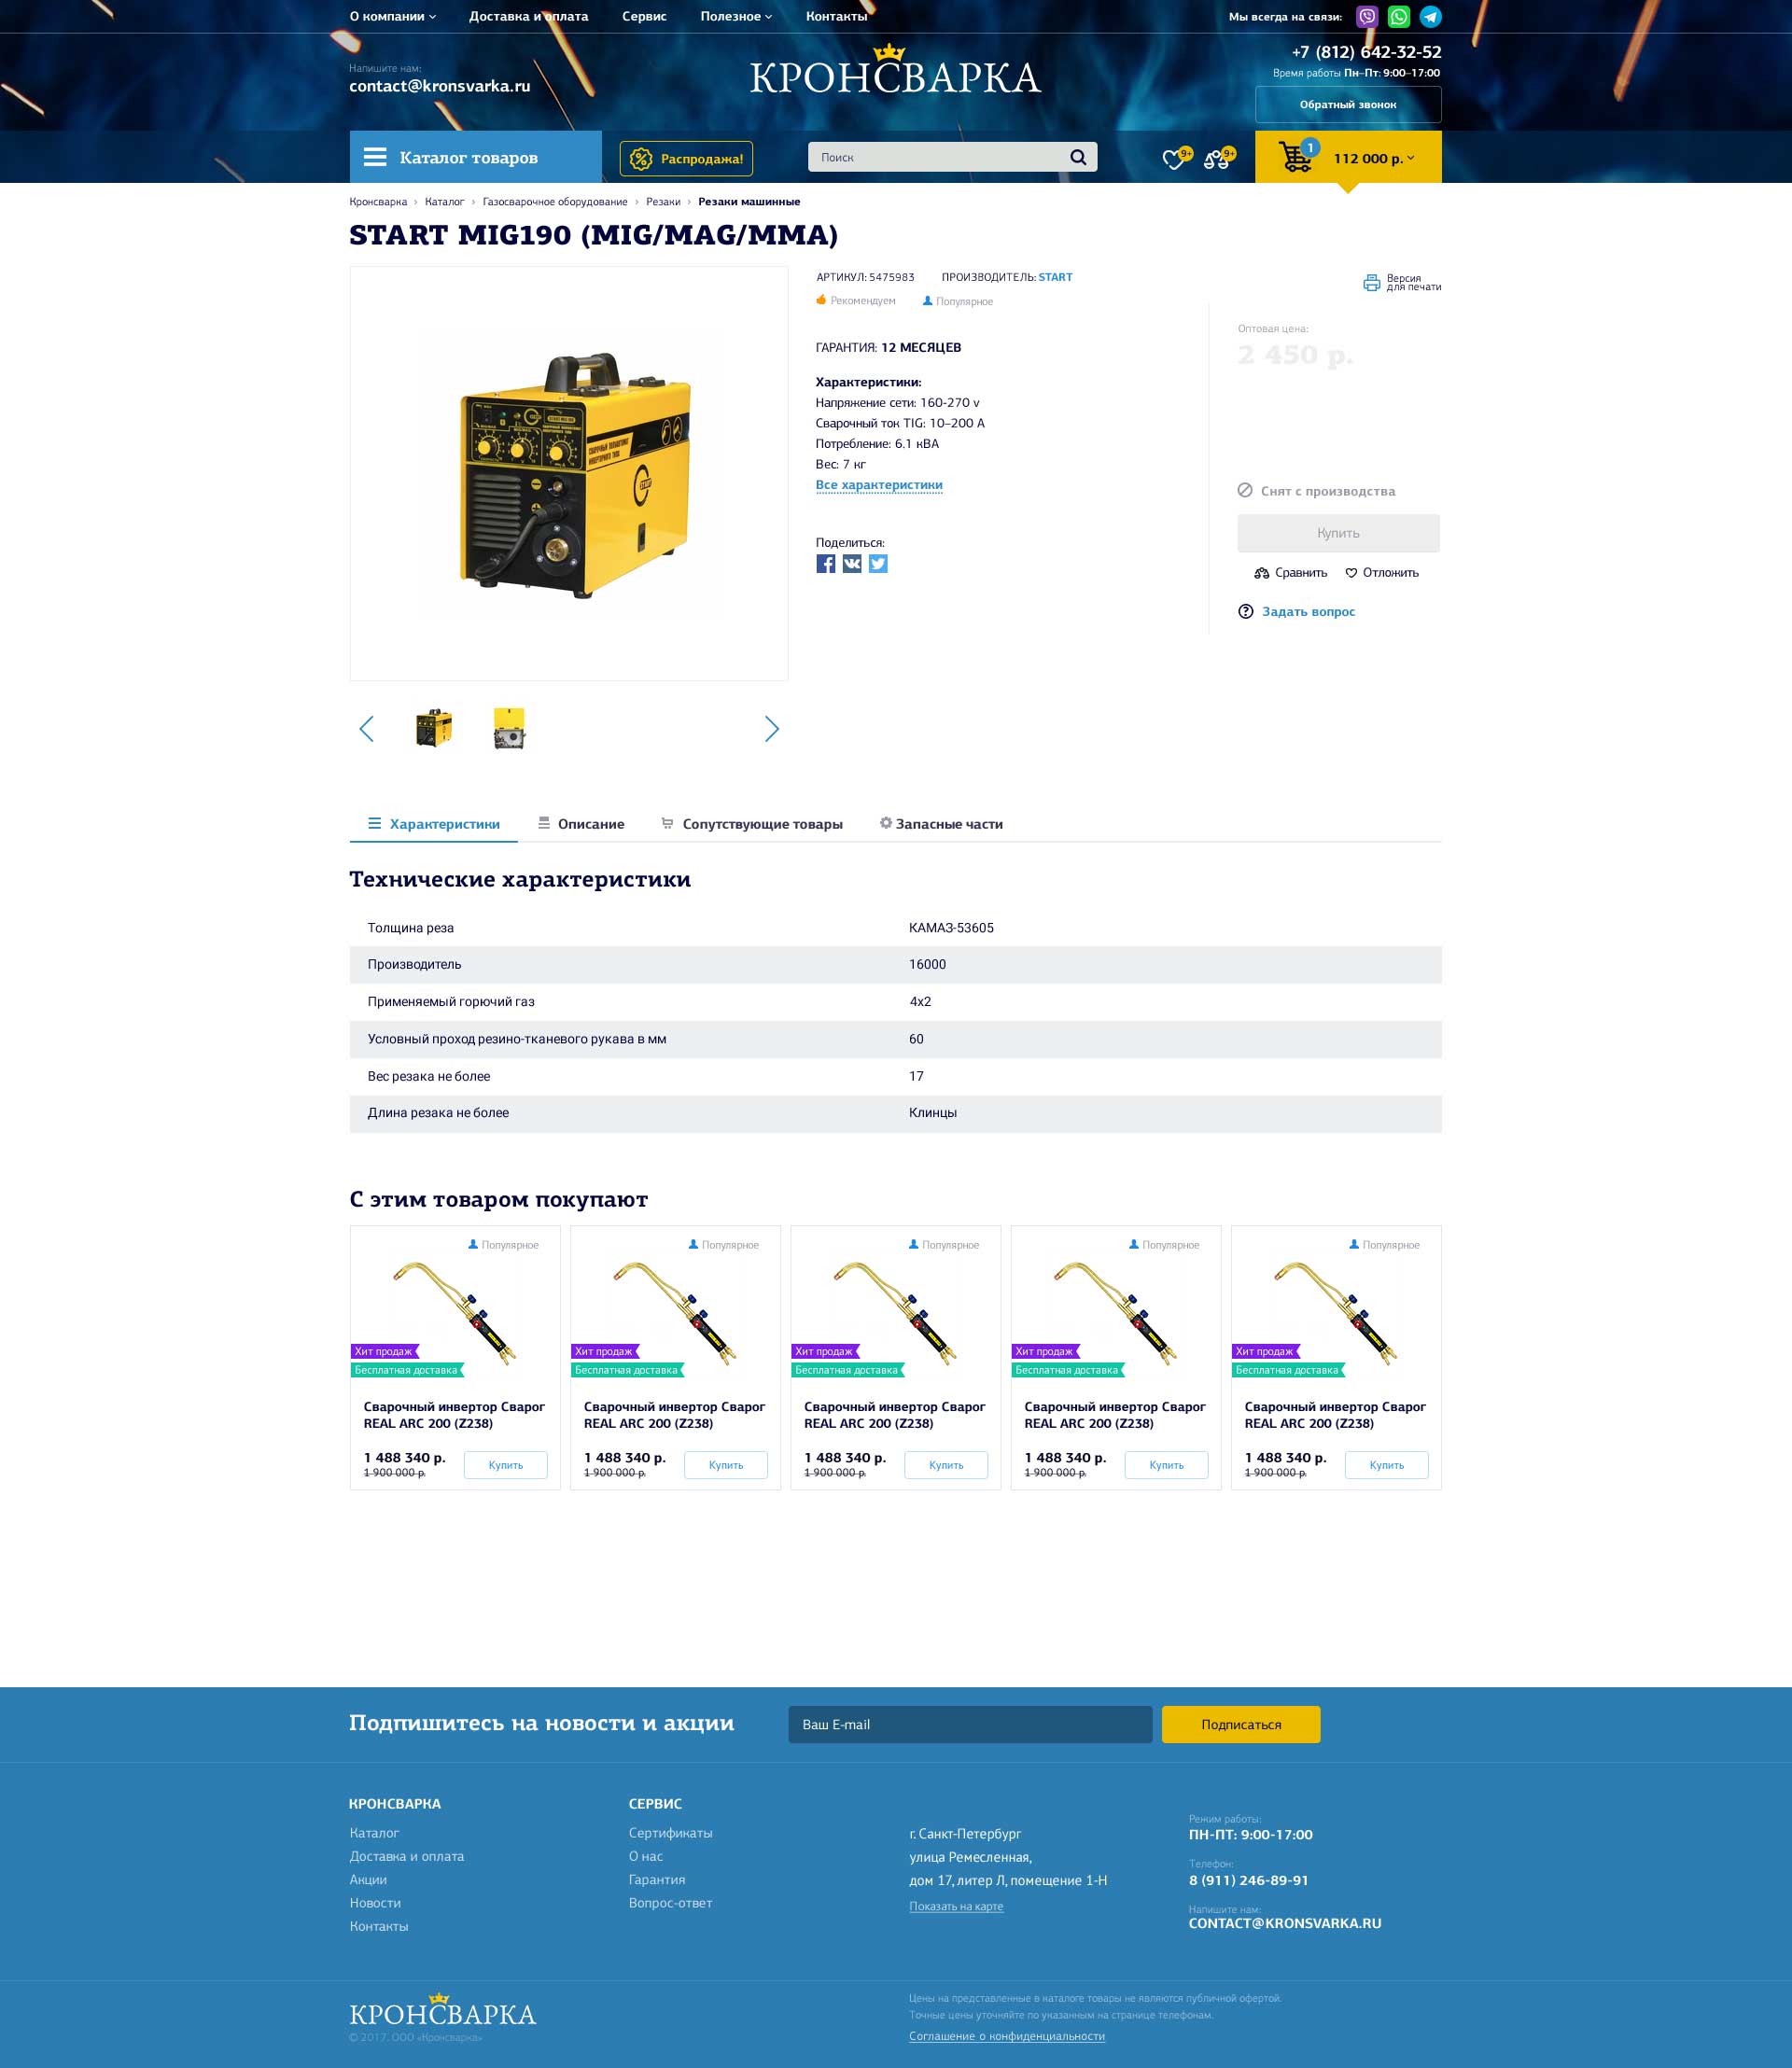 О компании
Доставка и оплата
Сервис
Полезное
Контакты
Мы всегда на связи:
Напишите нам:
contact@kronsvarka.ru
КРОНСВАРКА
+7 (812) 642-32-52
Время работы Пн–Пт: 9:00–17:00
Обратный звонок
Каталог товаров
Распродажа!
Поиск
9+
9+
1
112 000 р.
Кронсварка › Каталог › Газосварочное оборудование › Резаки › Резаки машинные
START MIG190 (MIG/MAG/MMA)
АРТИКУЛ: 5475983
ПРОИЗВОДИТЕЛЬ: START
Рекомендуем
Популярное
Версия
для печати
ГАРАНТИЯ: 12 МЕСЯЦЕВ
Характеристики:
Напряжение сети: 160-270 v
Сварочный ток TIG: 10–200 А
Потребление: 6.1 кВА
Вес: 7 кг
Все характеристики
Поделиться:
Оптовая цена:
2 450 р.
Снят с производства
Купить
Сравнить
Отложить
Задать вопрос
START
Характеристики
Описание
Сопутствующие товары
Запасные части
Технические характеристики
Толщина реза КАМАЗ-53605
Производитель 16000
Применяемый горючий газ 4x2
Условный проход резино-тканевого рукава в мм 60
Вес резака не более 17
Длина резака не более Клинцы
С этим товаром покупают
Популярное
Хит продаж
Бесплатная доставка
Сварочный инвертор Сварог
REAL ARC 200 (Z238)
1 488 340 р.
1 900 000 р.
Купить
Популярное
Хит продаж
Бесплатная доставка
Сварочный инвертор Сварог
REAL ARC 200 (Z238)
1 488 340 р.
1 900 000 р.
Купить
Популярное
Хит продаж
Бесплатная доставка
Сварочный инвертор Сварог
REAL ARC 200 (Z238)
1 488 340 р.
1 900 000 р.
Купить
Популярное
Хит продаж
Бесплатная доставка
Сварочный инвертор Сварог
REAL ARC 200 (Z238)
1 488 340 р.
1 900 000 р.
Купить
Популярное
Хит продаж
Бесплатная доставка
Сварочный инвертор Сварог
REAL ARC 200 (Z238)
1 488 340 р.
1 900 000 р.
Купить
Подпишитесь на новости и акции
Ваш E-mail
Подписаться
КРОНСВАРКА
Каталог
Доставка и оплата
Акции
Новости
Контакты
СЕРВИС
Сертификаты
О нас
Гарантия
Вопрос-ответ
г. Санкт-Петербург
улица Ремесленная,
дом 17, литер Л, помещение 1-Н
Показать на карте
Режим работы:
ПН-ПТ: 9:00-17:00
Телефон:
8 (911) 246-89-91
Напишите нам:
CONTACT@KRONSVARKA.RU
КРОНСВАРКА
© 2017. ООО «Кронсварка»
Цены на представленные в каталоге товары не являются публичной офертой.
Точные цены уточняйте по указанным на странице телефонам.
Соглашение о конфиденциальности